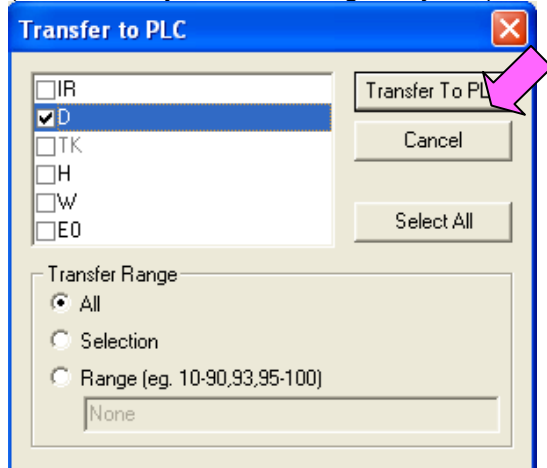 Transfer to PLC
IR
Transfer To
D
TK
Cancel
H
W
E0
Select All
Transfer Range
All
Selection
Range (eg. 10-90,93,95-100)
None